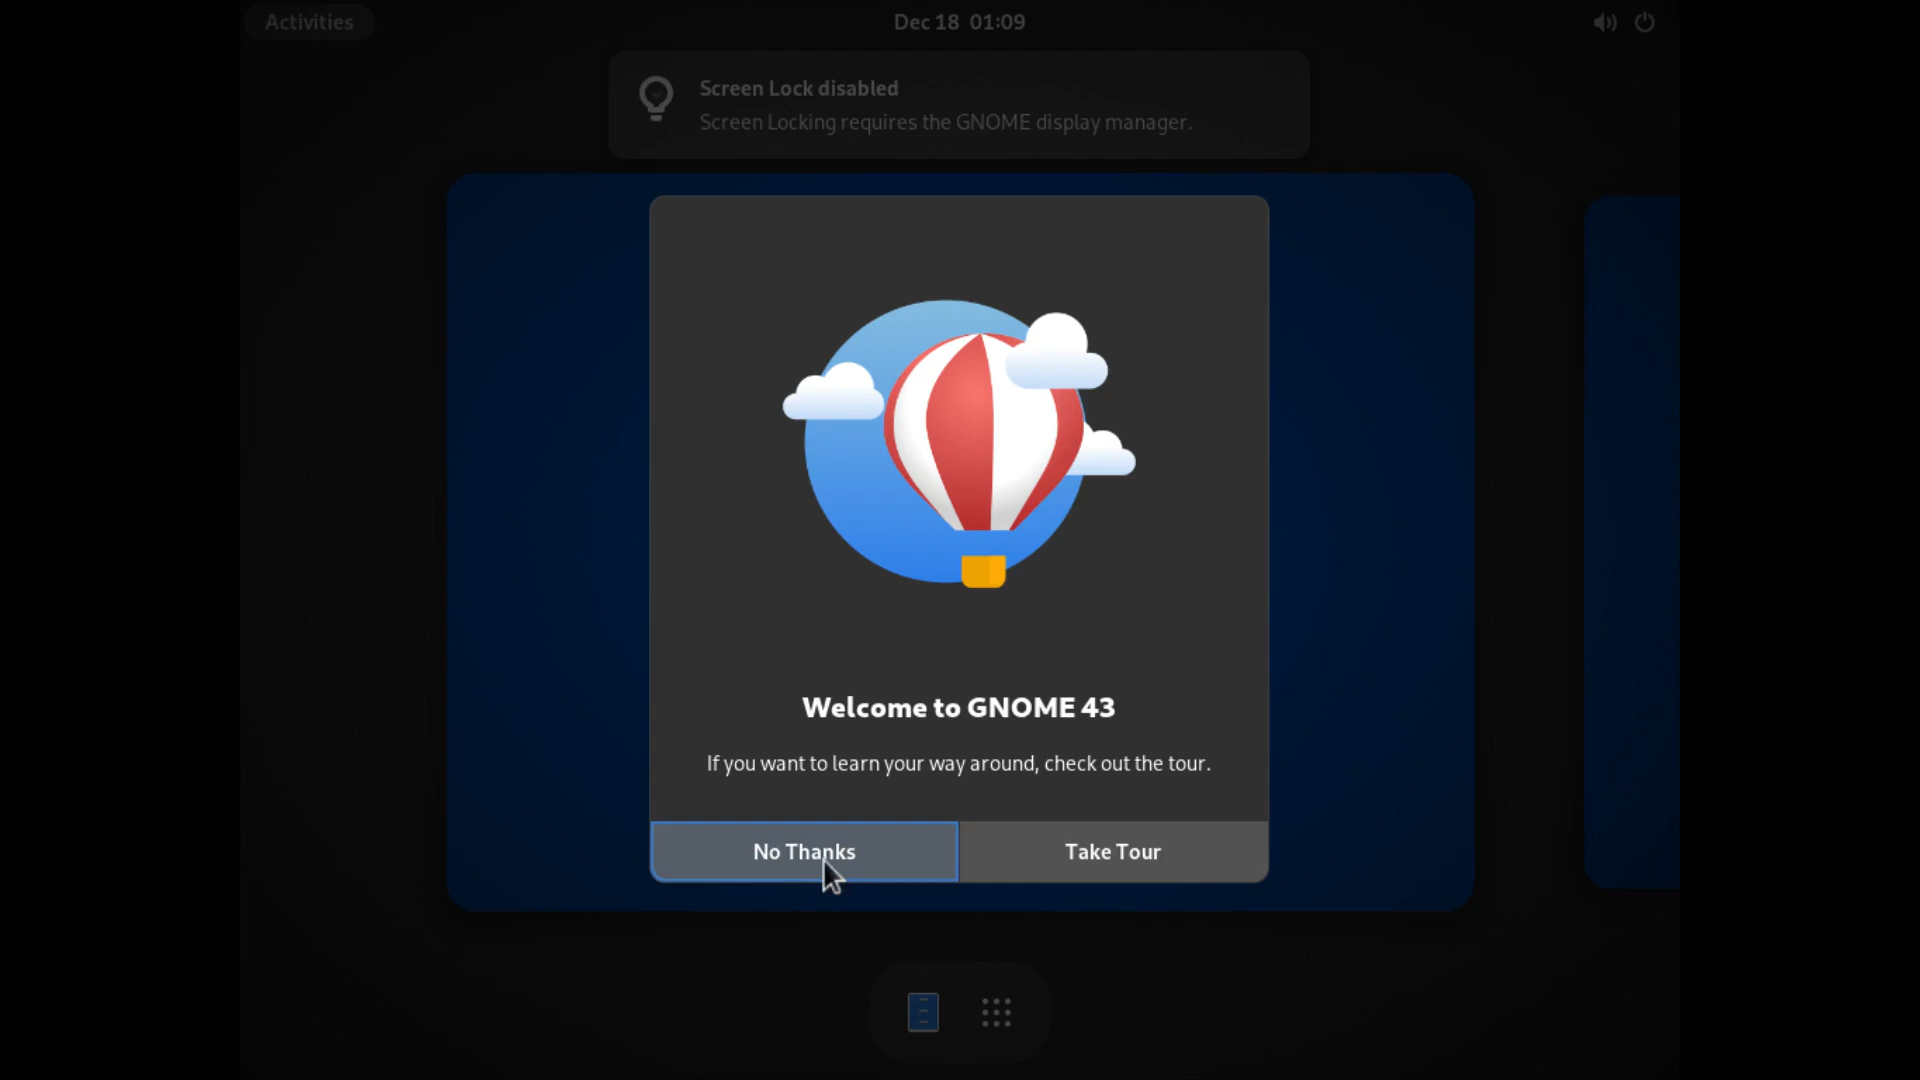 Activities
Dec 18 01:09
Screen Lock disabled
Screen Locking requires the GNOME display manager.
Welcome to GNOME 43
If you want to learn your way around, check out the tour.
No Thanks
Take Tour